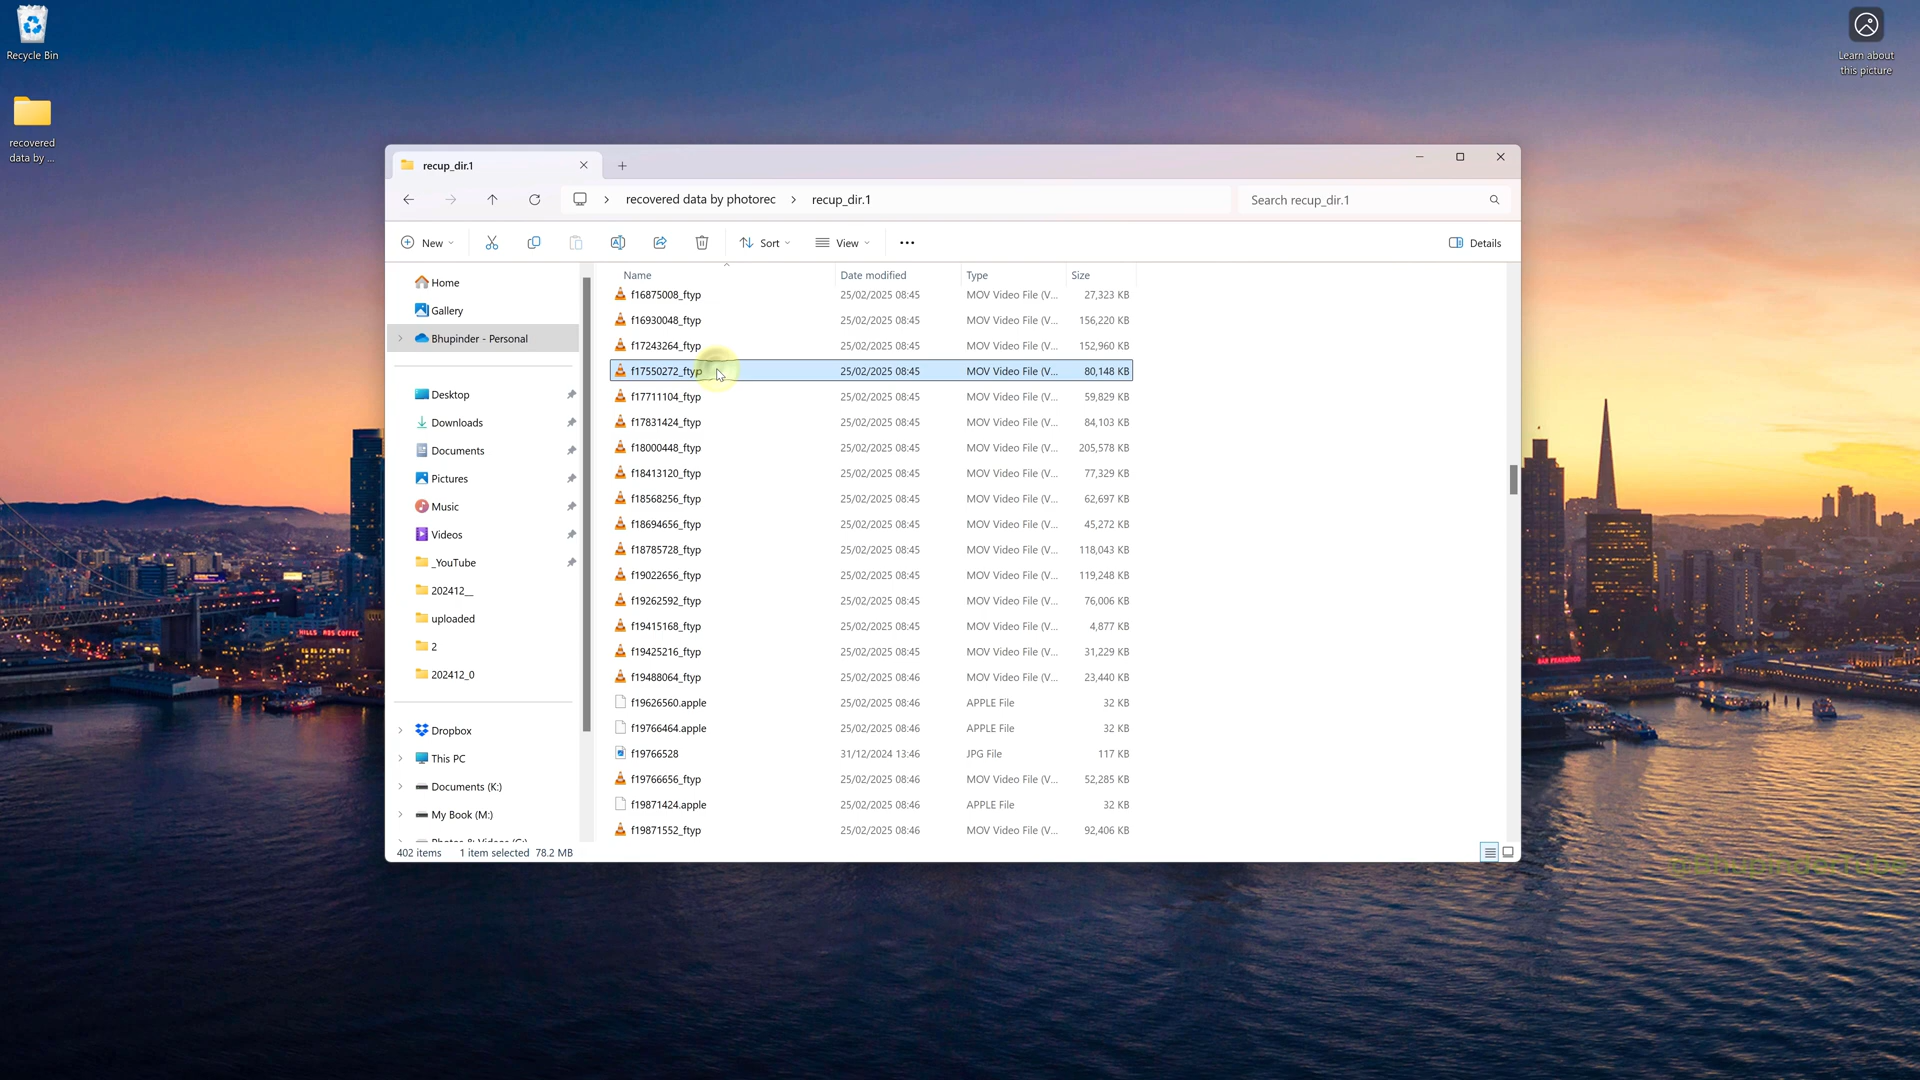 Recycle Bin
recovered
data by ...
Learn about
this picture
recup_dir.1
recovered data by photorec
recup_dir.1
Search recup_dir.1
New
Sort
View
Details
Home
Gallery
Bhupinder - Personal
Desktop
Downloads
Documents
Pictures
Music
Videos
_YouTube
202412__
uploaded
2
202412_0
Dropbox
This PC
Documents (K:)
My Book (M:)
Name Date modified Type Size
f16875008_ftyp 25/02/2025 08:45 MOV Video File (V... 27,323 KB
f16930048_ftyp 25/02/2025 08:45 MOV Video File (V... 156,220 KB
f17243264_ftyp 25/02/2025 08:45 MOV Video File (V... 152,960 KB
f17550272_ftyp 25/02/2025 08:45 MOV Video File (V... 80,148 KB
f17711104_ftyp 25/02/2025 08:45 MOV Video File (V... 59,829 KB
f17831424_ftyp 25/02/2025 08:45 MOV Video File (V... 84,103 KB
f18000448_ftyp 25/02/2025 08:45 MOV Video File (V... 205,578 KB
f18413120_ftyp 25/02/2025 08:45 MOV Video File (V... 77,329 KB
f18568256_ftyp 25/02/2025 08:45 MOV Video File (V... 62,697 KB
f18694656_ftyp 25/02/2025 08:45 MOV Video File (V... 45,272 KB
f18785728_ftyp 25/02/2025 08:45 MOV Video File (V... 118,043 KB
f19022656_ftyp 25/02/2025 08:45 MOV Video File (V... 119,248 KB
f19262592_ftyp 25/02/2025 08:45 MOV Video File (V... 76,006 KB
f19415168_ftyp 25/02/2025 08:45 MOV Video File (V... 4,877 KB
f19425216_ftyp 25/02/2025 08:45 MOV Video File (V... 31,229 KB
f19488064_ftyp 25/02/2025 08:46 MOV Video File (V... 23,440 KB
f19626560.apple 25/02/2025 08:46 APPLE File 32 KB
f19766464.apple 25/02/2025 08:46 APPLE File 32 KB
f19766528 31/12/2024 13:46 JPG File 117 KB
f19766656_ftyp 25/02/2025 08:46 MOV Video File (V... 52,285 KB
f19871424.apple 25/02/2025 08:46 APPLE File 32 KB
f19871552_ftyp 25/02/2025 08:46 MOV Video File (V... 92,406 KB
402 items 1 item selected 78.2 MB
HILLS BROS COFFEE